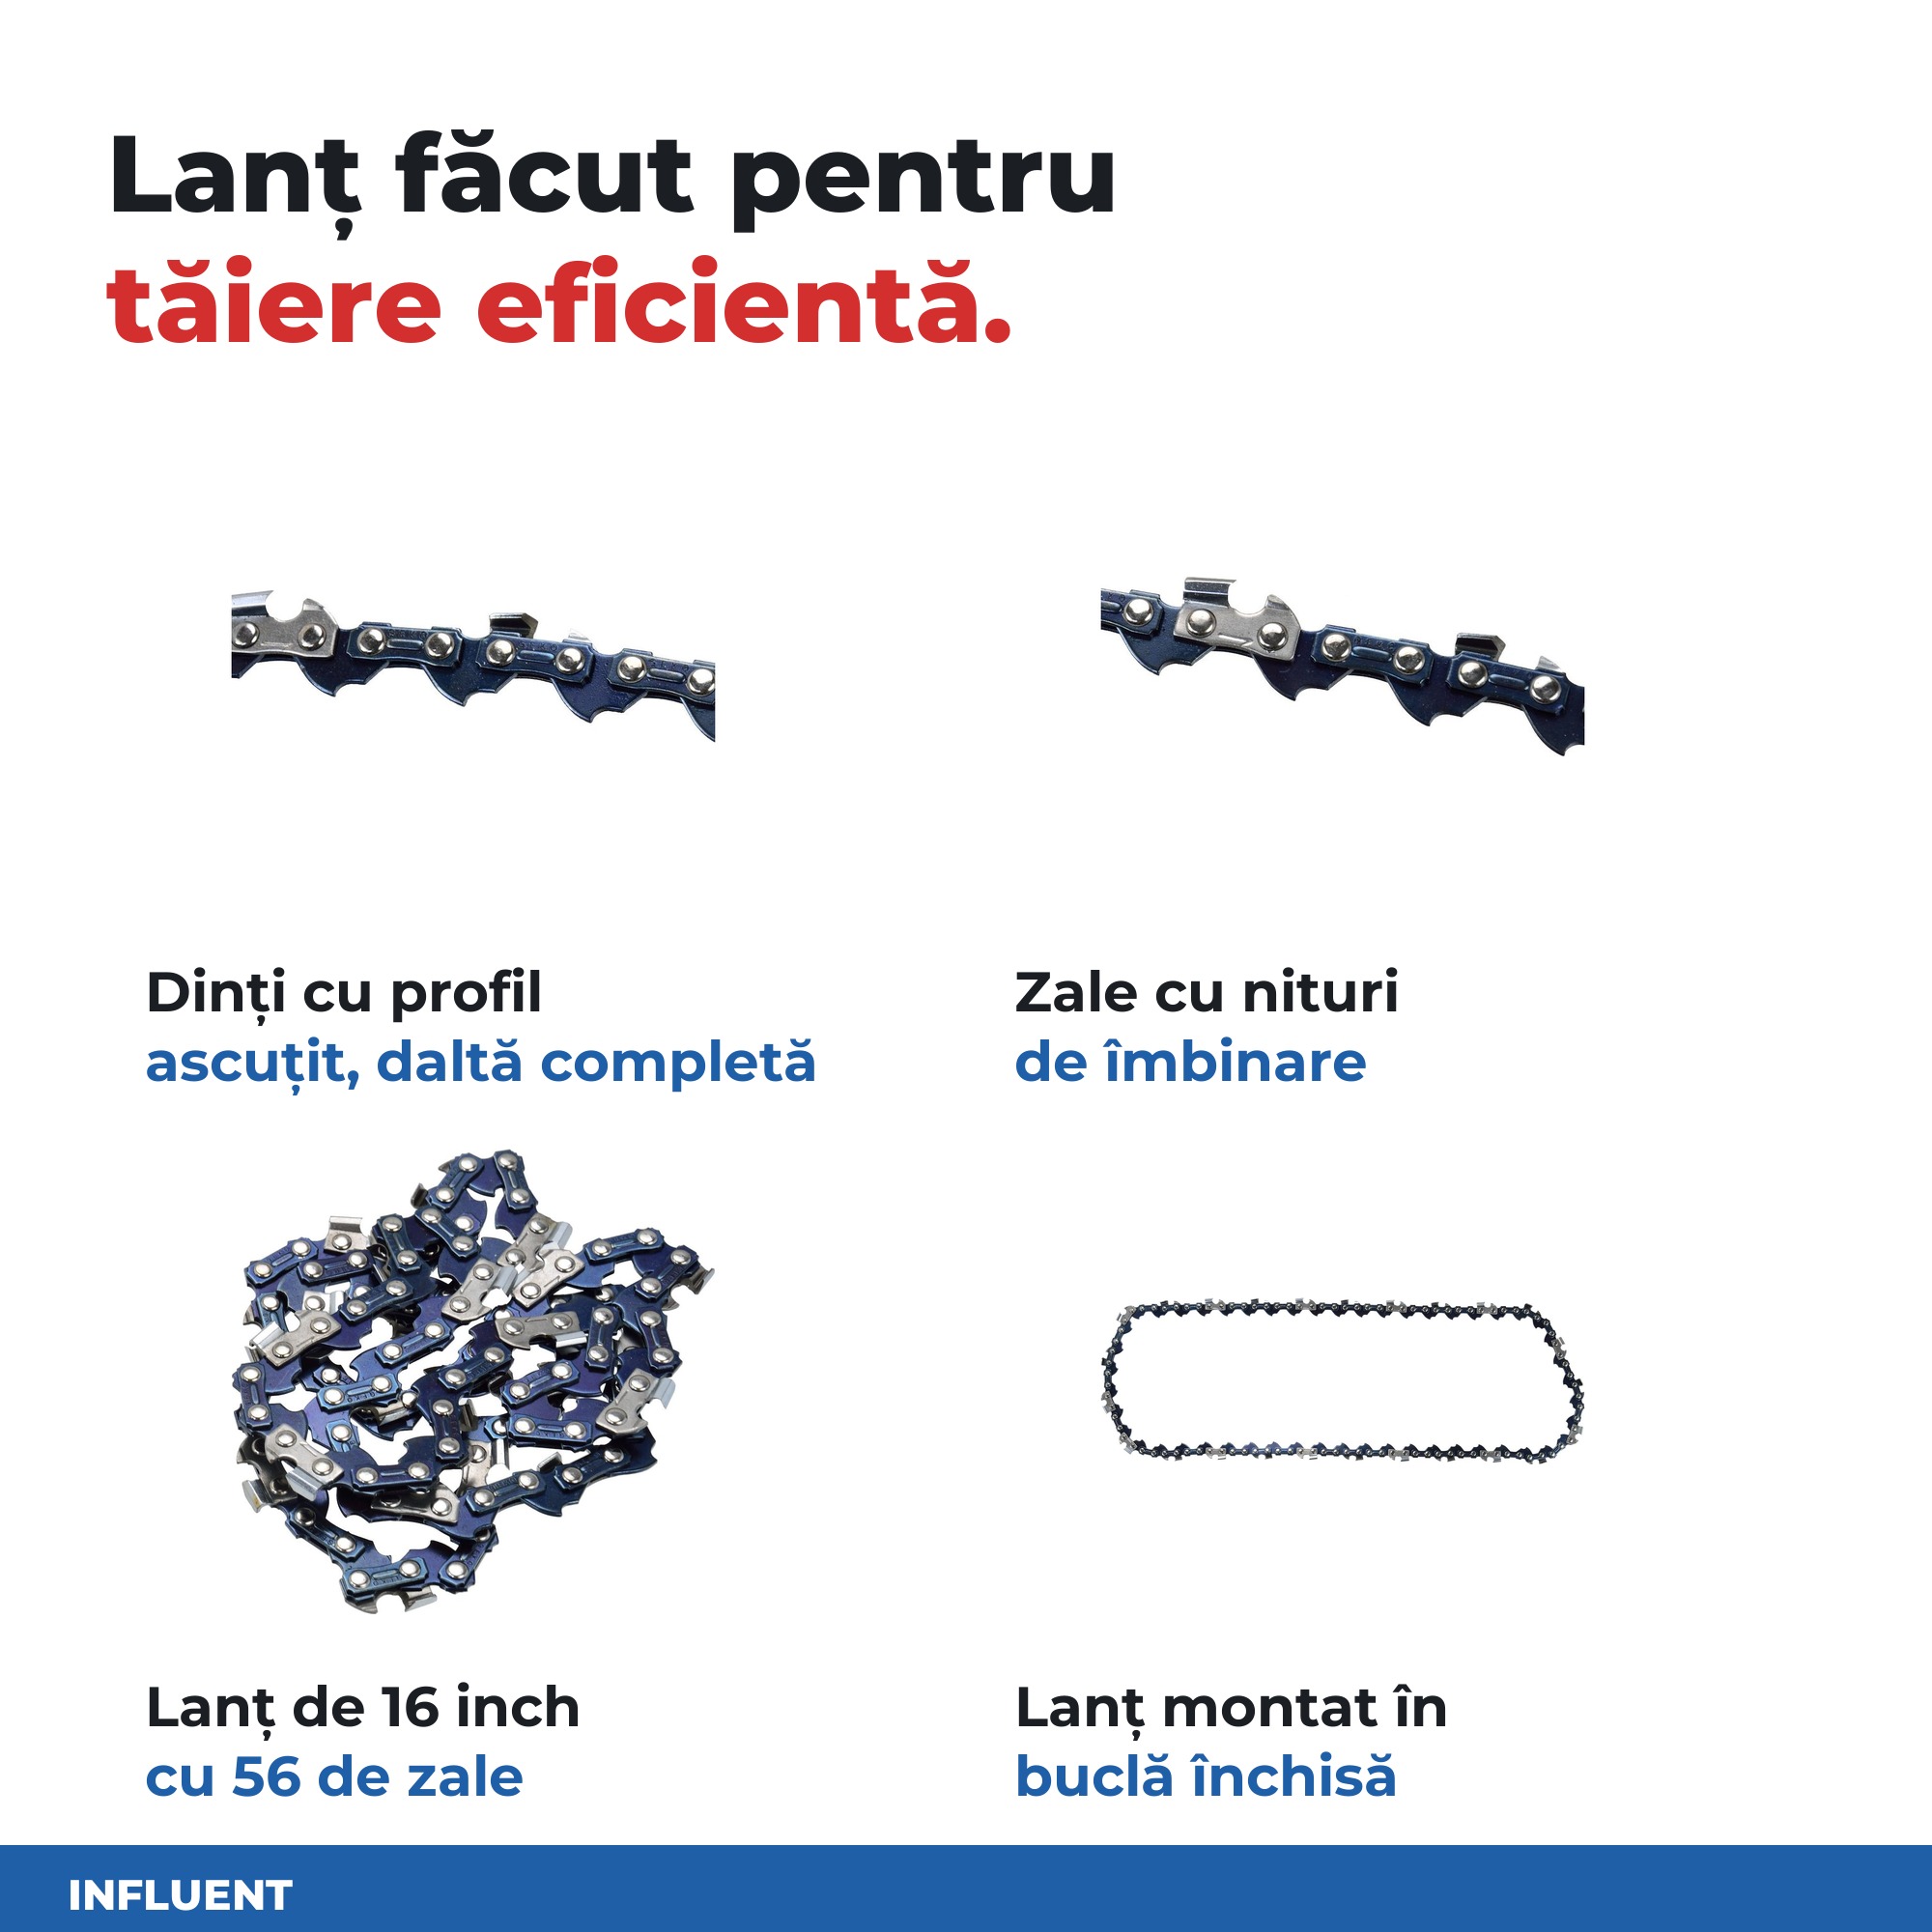 Lanț făcut pentru
tăiere eficientă.
Dinți cu profil
ascuțit, daltă completă
Zale cu nituri
de îmbinare
Lanț de 16 inch
cu 56 de zale
Lanț montat în
buclă închisă
INFLUENT